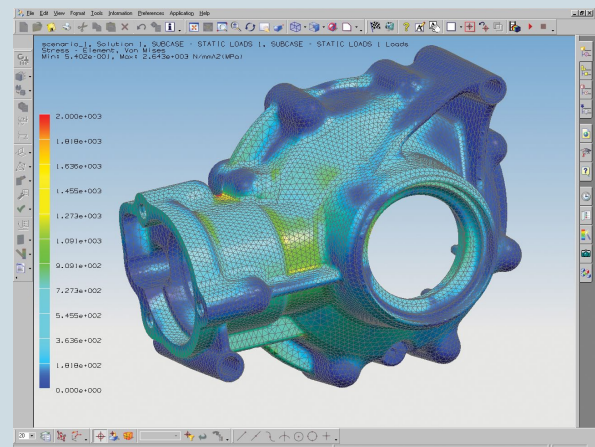 File Edit View Format Tools Information Preferences Application Window Help
scenario_1, Solution 1, SUBCASE - STATIC LOADS 1, SUBCASE - STATIC LOADS 1 Loads
Stress - Element, Von Mises
Min: 5.402e-001, Max: 2.643e+003 N/mm^2(MPa)
2.000e+003
1.818e+003
1.636e+003
1.455e+003
1.273e+003
1.091e+003
9.091e+002
7.273e+002
5.455e+002
3.636e+002
1.818e+002
0.000e+000
20